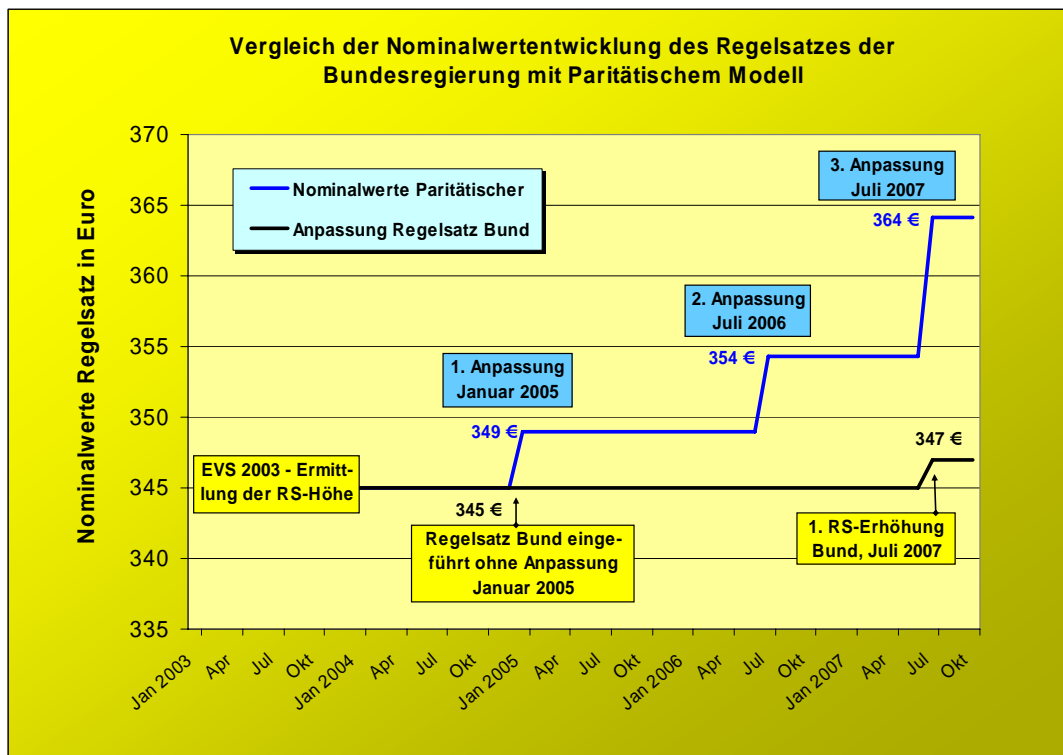 Vergleich der Nominalwertentwicklung des Regelsatzes der
Bundesregierung mit Paritätischem Modell
Nominalwerte Regelsatz in Euro
370
365
360
355
350
345
340
335
Nominalwerte Paritätischer
Anpassung Regelsatz Bund
3. Anpassung
Juli 2007
364 €
2. Anpassung
Juli 2006
354 €
1. Anpassung
Januar 2005
349 €
347 €
EVS 2003 - Ermitt-
lung der RS-Höhe
345 €
Regelsatz Bund einge-
führt ohne Anpassung
Januar 2005
1. RS-Erhöhung
Bund, Juli 2007
Jan 2003
Apr
Jul
Okt
Jan 2004
Apr
Jul
Okt
Jan 2005
Apr
Jul
Okt
Jan 2006
Apr
Jul
Okt
Jan 2007
Apr
Jul
Okt